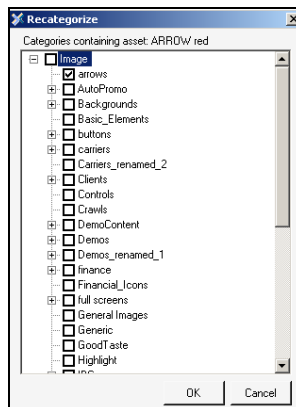 Recategorize
Categories containing asset: ARROW red
Image
arrows
AutoPromo
Backgrounds
Basic_Elements
buttons
carriers
Carriers_renamed_2
Clients
Controls
Crawls
DemoContent
Demos
Demos_renamed_1
finance
Financial_Icons
full screens
General Images
Generic
GoodTaste
Highlight
OK Cancel